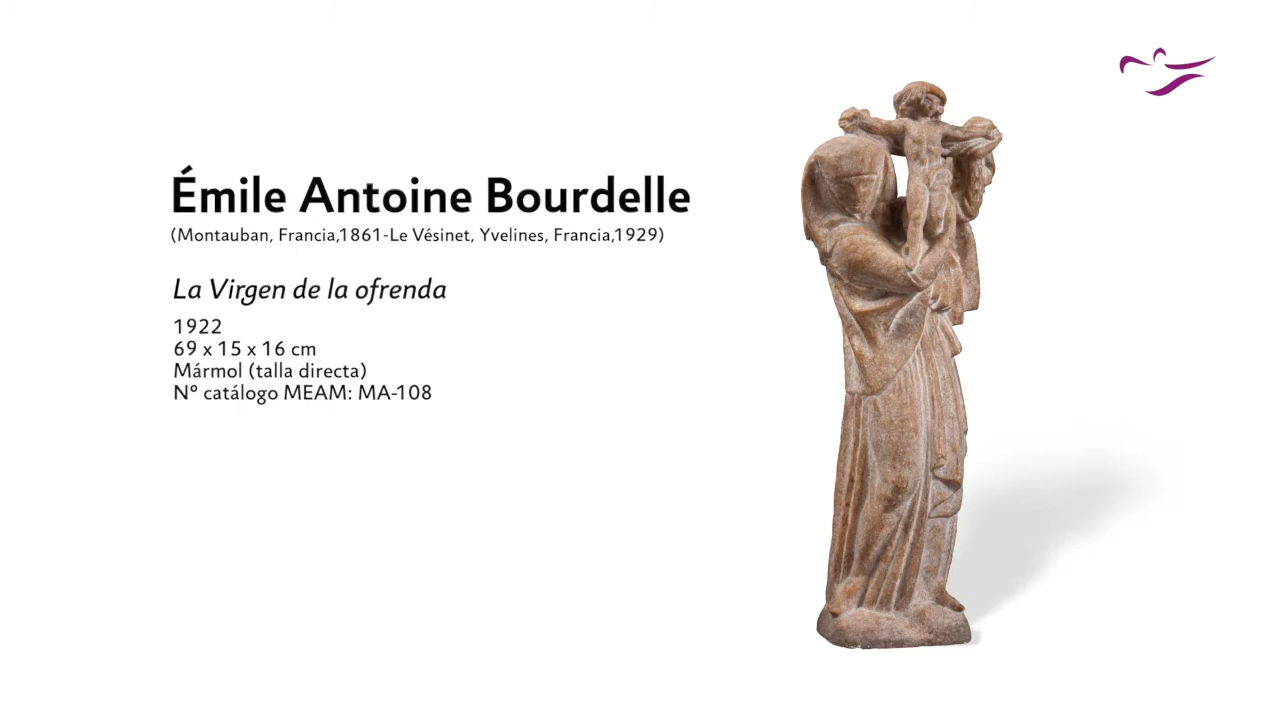 Émile Antoine Bourdelle
(Montauban, Francia,1861-Le Vésinet, Yvelines, Francia,1929)
La Virgen de la ofrenda
1922
69 x 15 x 16 cm
Mármol (talla directa)
Nº catálogo MEAM: MA-108